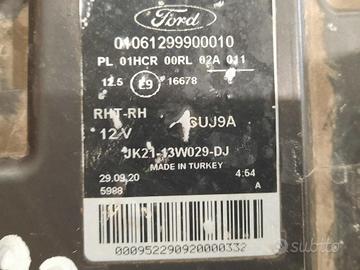 Ford
01061299900010
PL 01HCR 00RL 02A 011
12.5 E9 16678
RHT-RH
12 V
GUJ9A
JK21-13W029-DJ
MADE IN TURKEY
29.09.20
4:54
5988
A
000952290920000332
subito